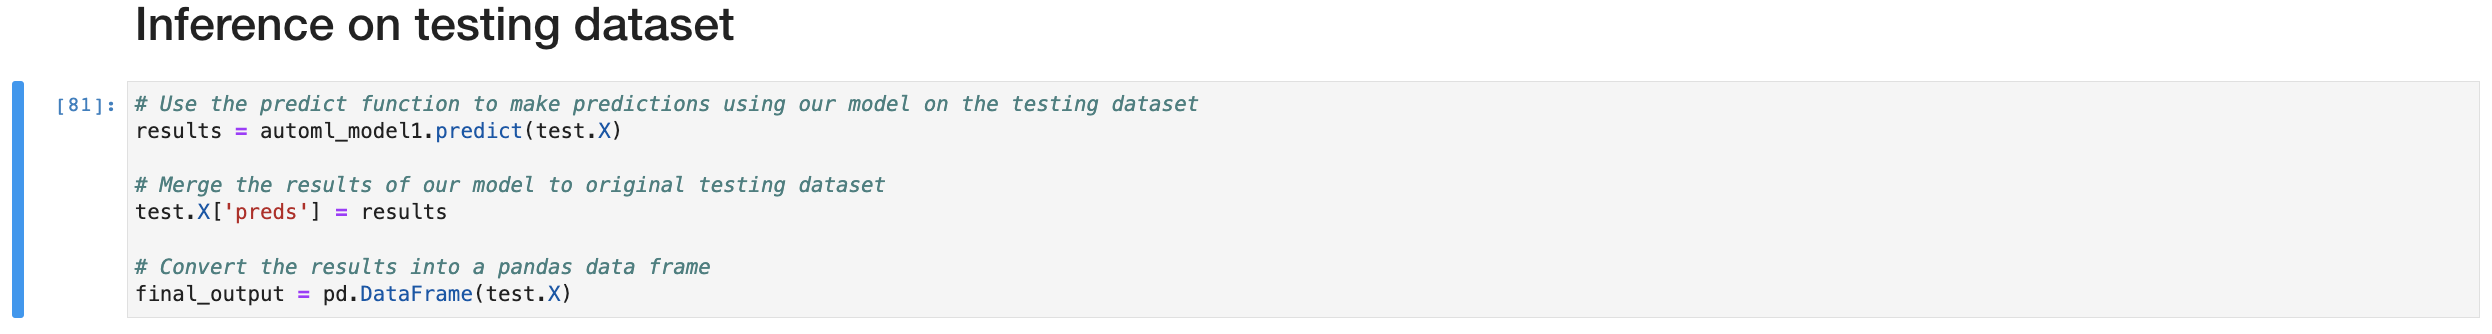 Inference on testing dataset
[81]:
# Use the predict function to make predictions using our model on the testing dataset
results = automl_model1.predict(test.X)
# Merge the results of our model to original testing dataset
test.X['preds'] = results
# Convert the results into a pandas data frame
final_output = pd.DataFrame(test.X)